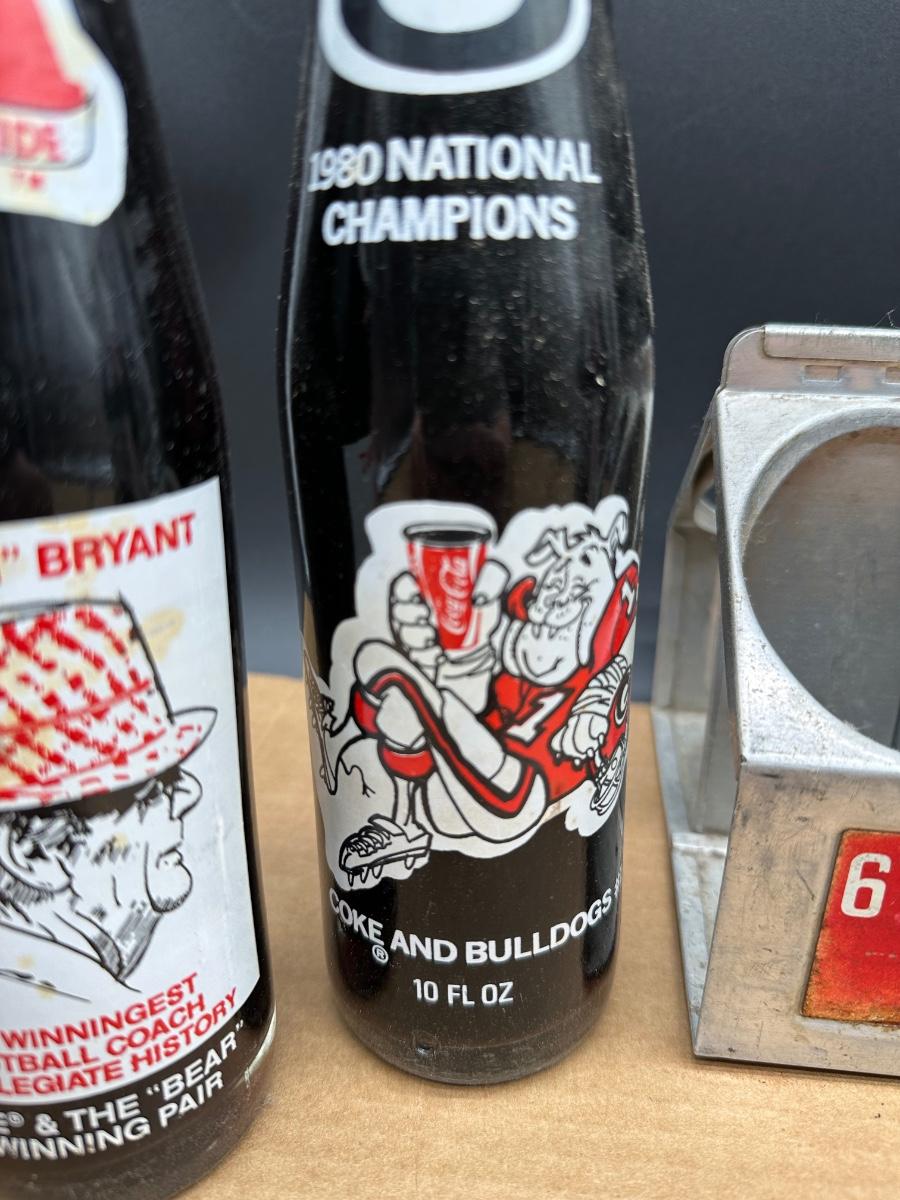 1980 NATIONAL
CHAMPIONS
Coca-Cola
1
COKE® AND BULLDOGS
10 FL OZ
BRYANT
WINNINGEST
TBALL COACH
LEGIATE HISTORY
E® & THE "BEAR"
WINNING PAIR
6